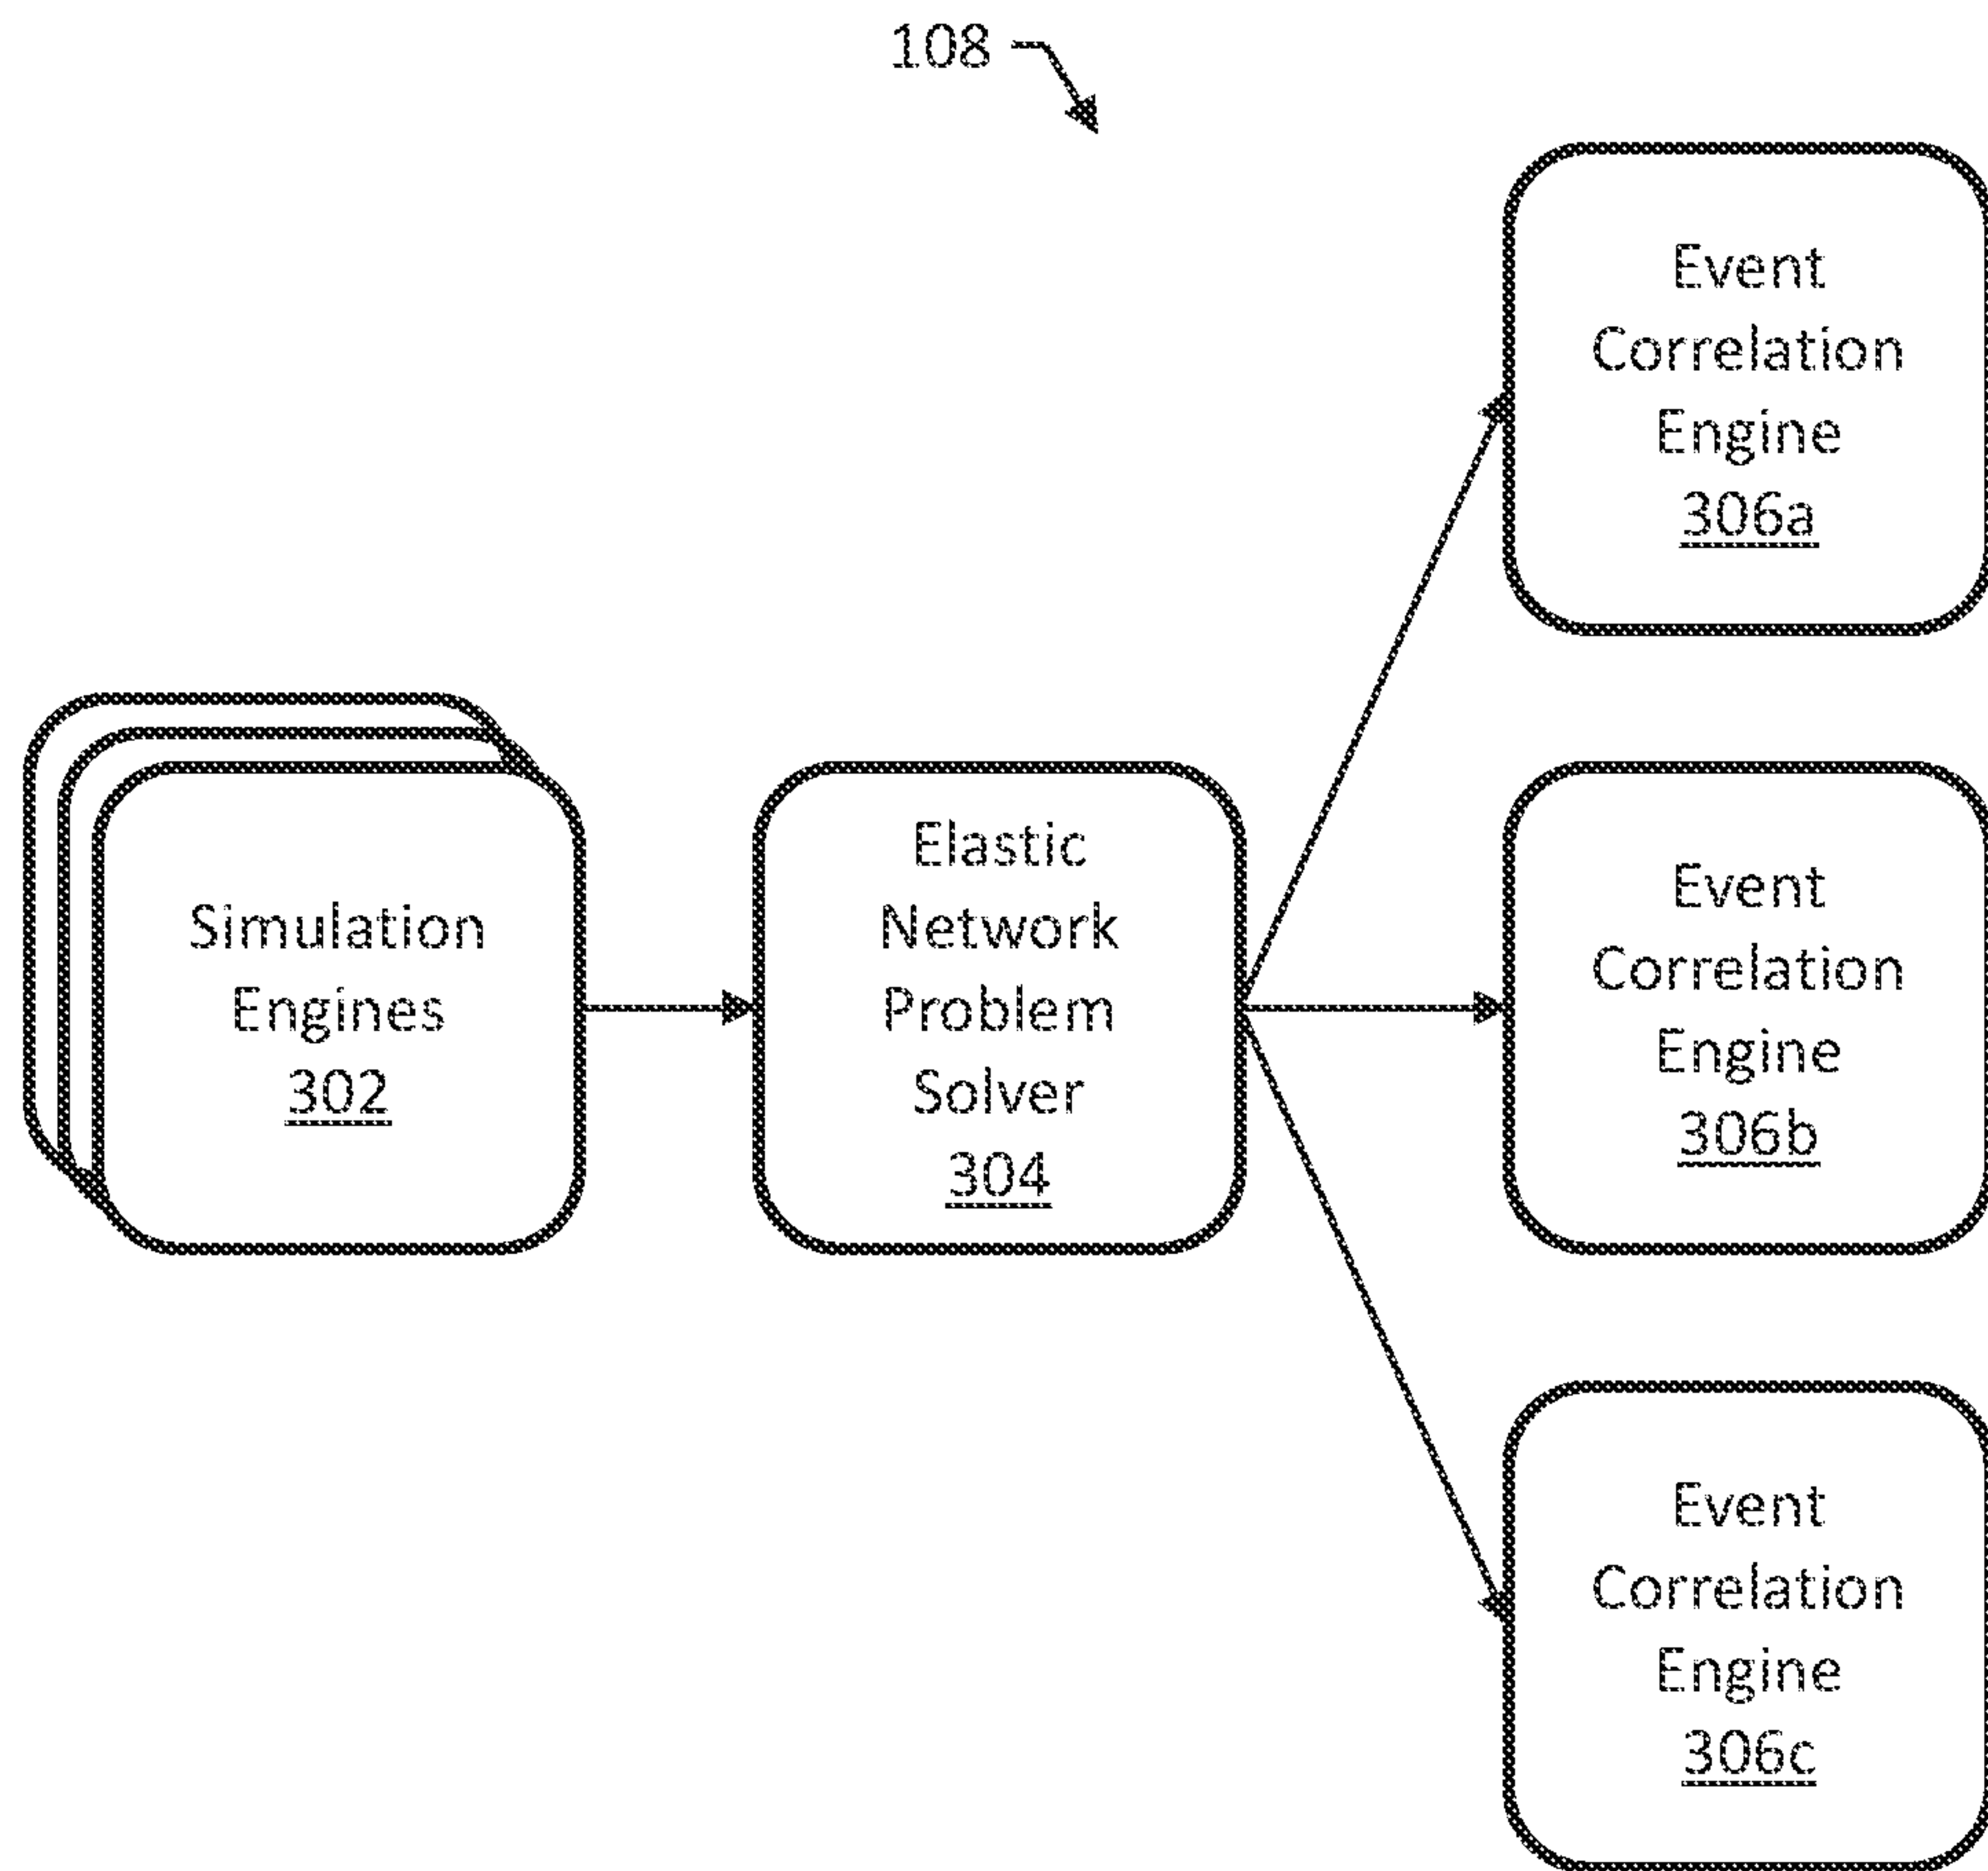 108
Event
Correlation
Engine
306a
Simulation
Engines
302
Elastic
Network
Problem
Solver
304
Event
Correlation
Engine
306b
Event
Correlation
Engine
306c